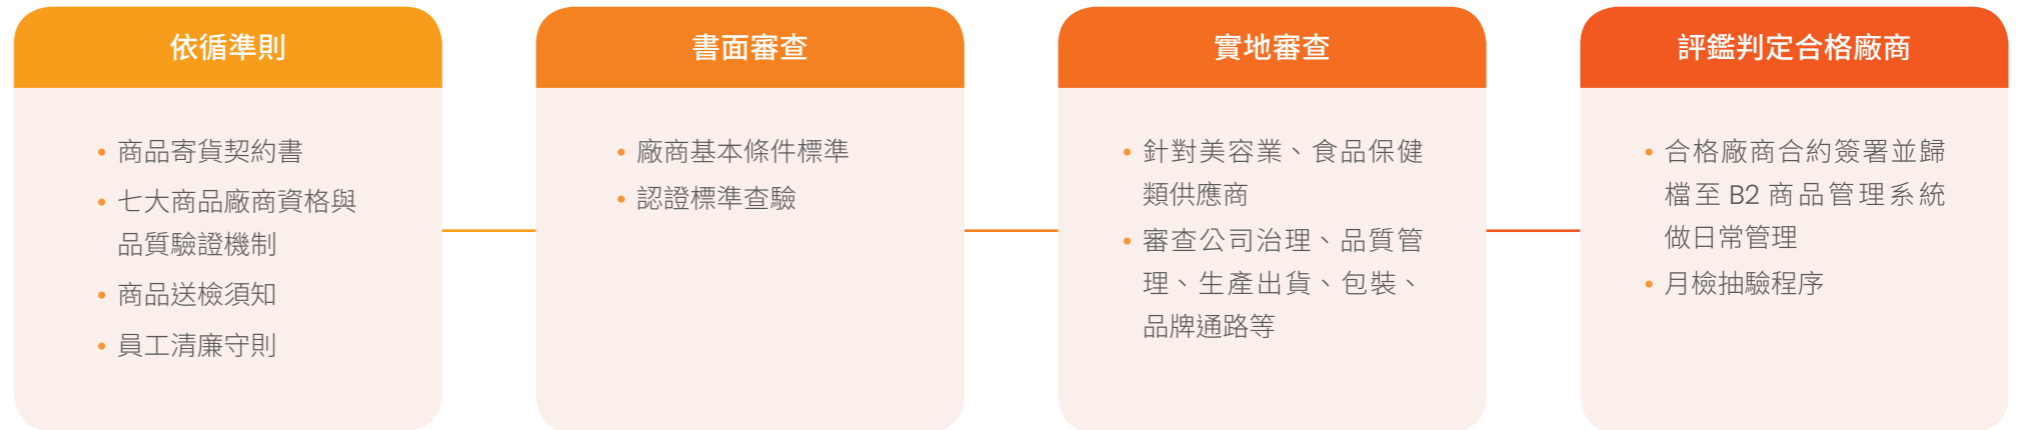 依循準則
• 商品寄貨契約書
• 七大商品廠商資格與
品質驗證機制
• 商品送檢須知
• 員工清廉守則
書面審查
• 廠商基本條件標準
• 認證標準查驗
實地審查
• 針對美容業、食品保健
類供應商
• 審查公司治理、品質管
理、生產出貨、包裝、
品牌通路等
評鑑判定合格廠商
• 合格廠商合約簽署並歸
檔至 B2 商品管理系統
做日常管理
• 月檢抽驗程序